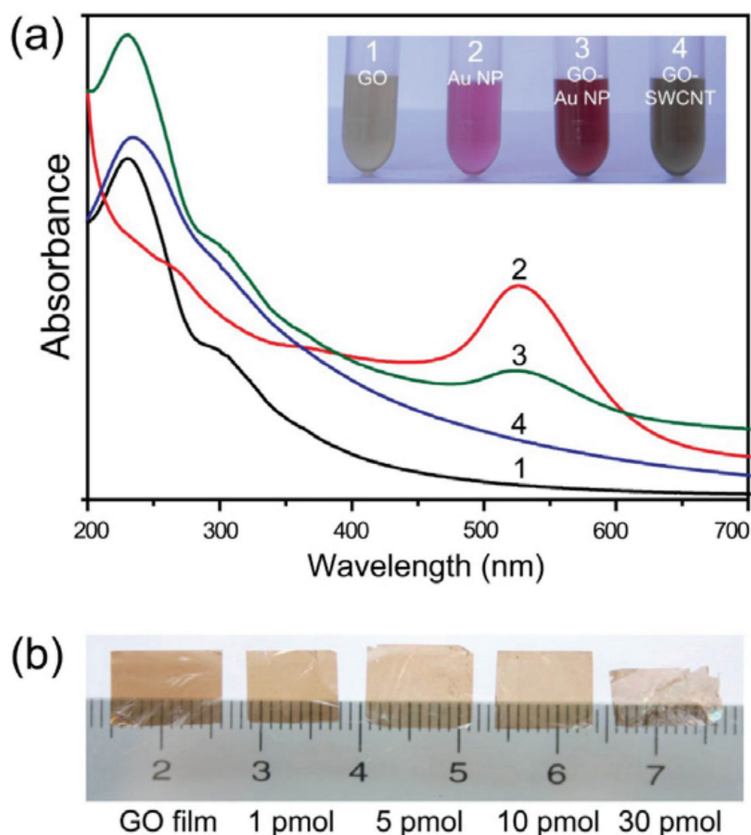 (a)
Absorbance
1
GO
2
Au NP
3
GO-
Au NP
4
GO-
SWCNT
2
3
4
1
200 300 400 500 600 700
Wavelength (nm)
(b)
2 3 4 5 6 7
GO film 1 pmol 5 pmol 10 pmol 30 pmol